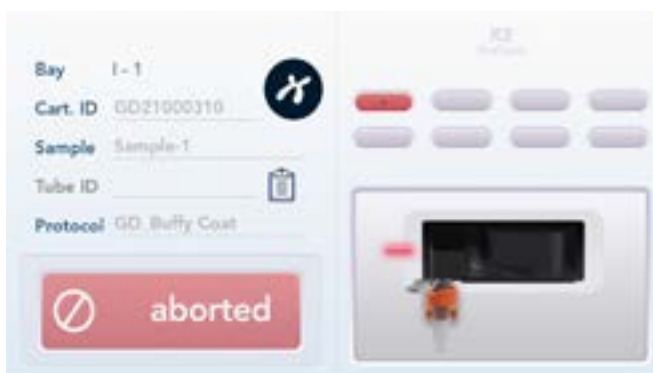 Bay I - 1
Cart. ID GD21000310
Sample Sample-1
Tube ID
Protocol GD Buffy Coat
aborted